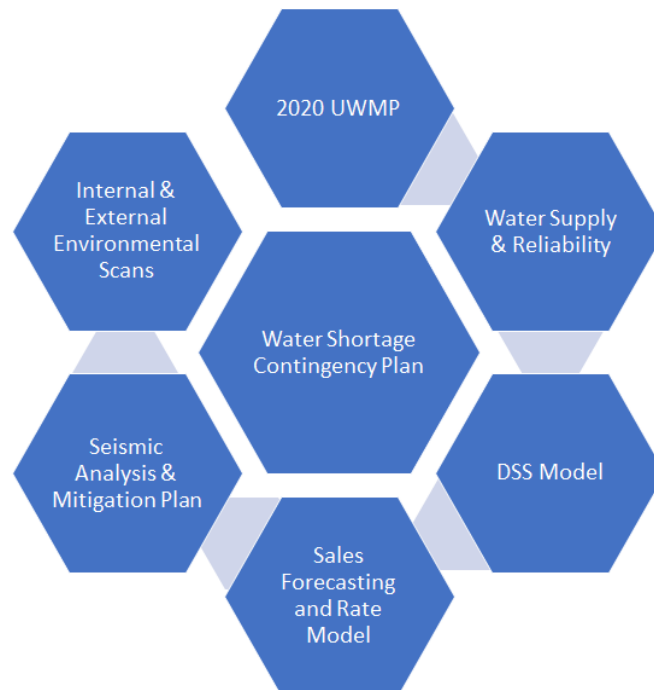 2020 UWMP
Internal &
External
Environmental
Scans
Water Supply
& Reliability
Water Shortage
Contingency Plan
Seismic
Analysis &
Mitigation Plan
DSS Model
Sales
Forecasting
and Rate
Model